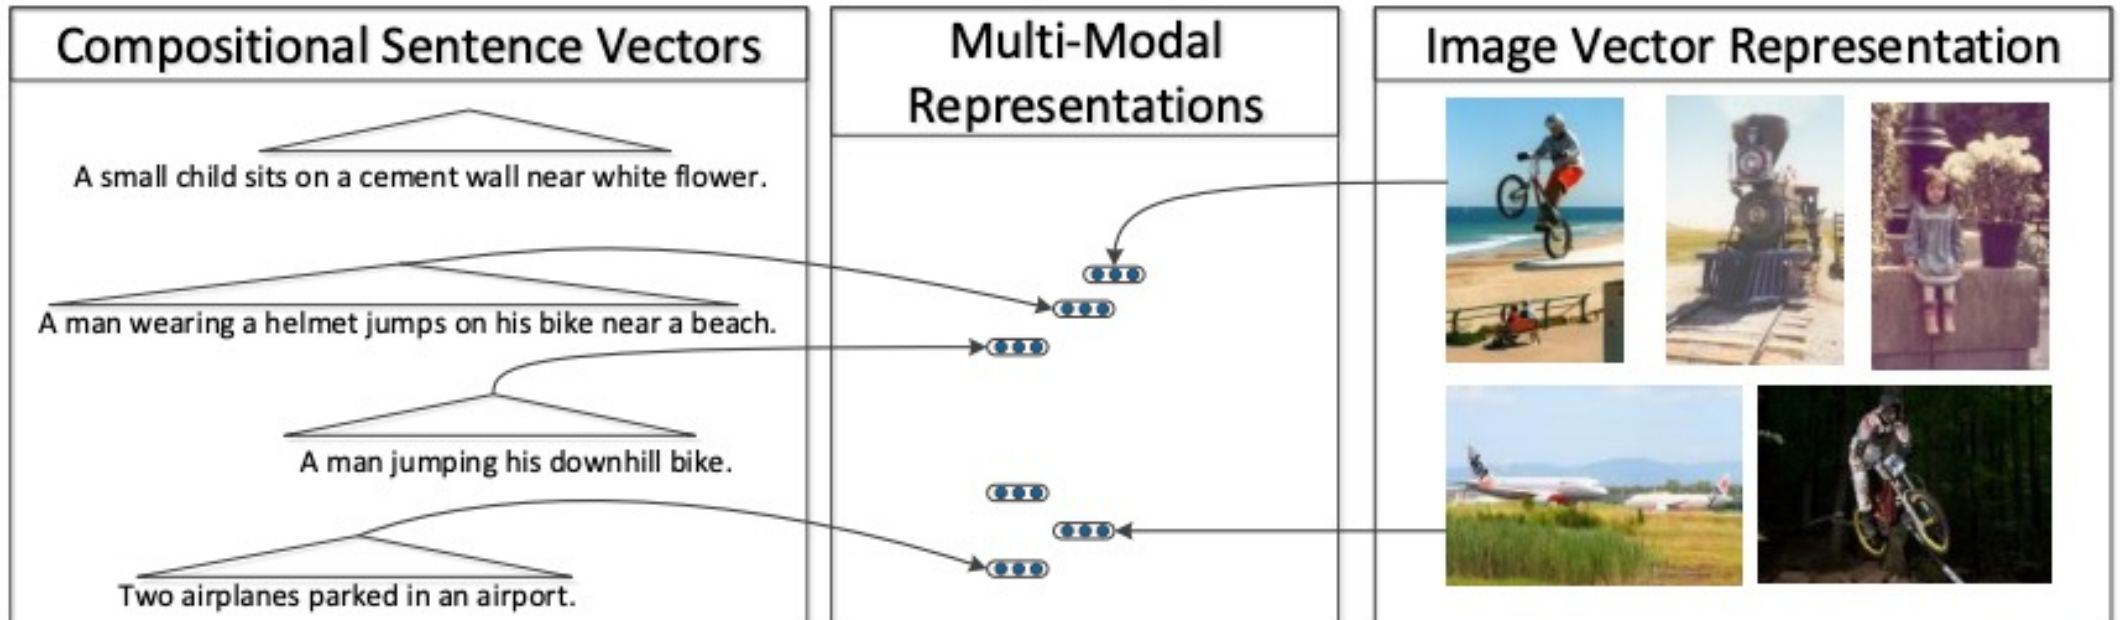 Compositional Sentence Vectors
A small child sits on a cement wall near white flower.
A man wearing a helmet jumps on his bike near a beach.
A man jumping his downhill bike.
Two airplanes parked in an airport.
Multi-Modal
Representations
Image Vector Representation